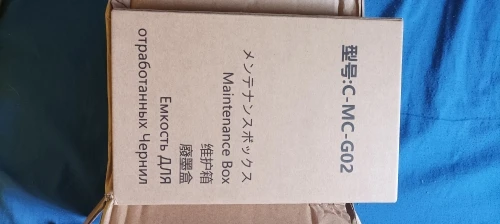 型号:C-MC-G02
メンテナンスボックス
Maintenance Box
维护箱
廢墨盒
Емкость ДЛЯ
отработанных Чернил